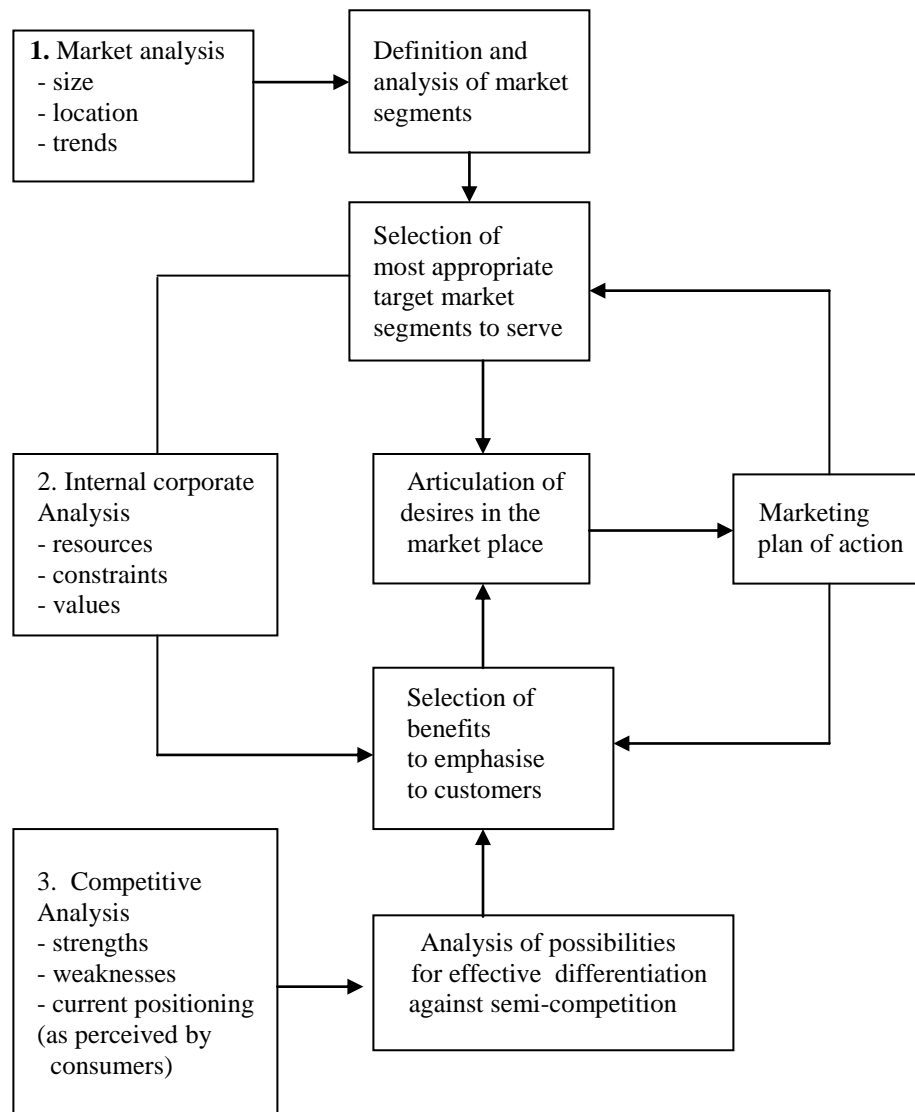 1. Market analysis
- size
- location
- trends
Definition and
analysis of market
segments
Selection of
most appropriate
target market
segments to serve
2. Internal corporate
Analysis
- resources
- constraints
- values
Articulation of
desires in the
market place
Marketing
plan of action
Selection of
benefits
to emphasise
to customers
3. Competitive
Analysis
- strengths
- weaknesses
- current positioning
(as perceived by
consumers)
Analysis of possibilities
for effective differentiation
against semi-competition